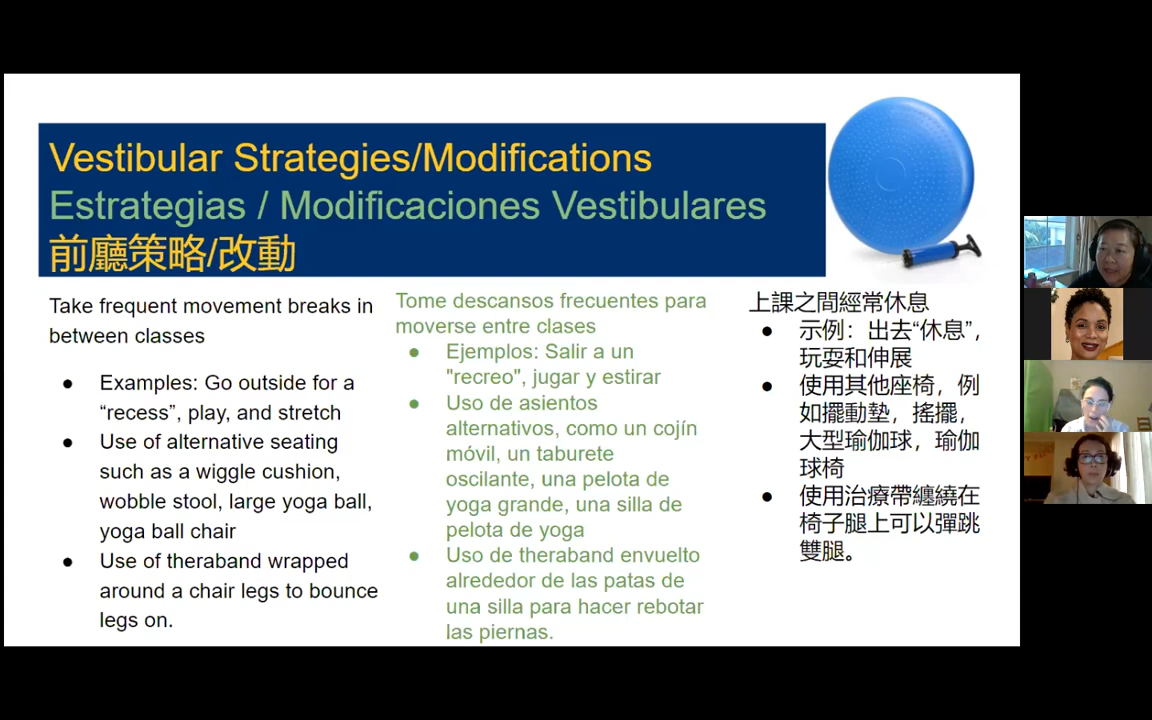 Vestibular Strategies/Modifications
Estrategias / Modificaciones Vestibulares
前廳策略/改動
Take frequent movement breaks in
between classes
● Examples: Go outside for a
“recess”, play, and stretch
● Use of alternative seating
such as a wiggle cushion,
wobble stool, large yoga ball,
yoga ball chair
● Use of theraband wrapped
around a chair legs to bounce
legs on.
Tome descansos frecuentes para
moverse entre clases
● Ejemplos: Salir a un
"recreo", jugar y estirar
● Uso de asientos
alternativos, como un cojín
móvil, un taburete
oscilante, una pelota de
yoga grande, una silla de
pelota de yoga
● Uso de theraband envuelto
alrededor de las patas de
una silla para hacer rebotar
las piernas.
上課之間經常休息
● 示例：出去“休息”，
玩耍和伸展
● 使用其他座椅，例
如擺動墊，搖擺，
大型瑜伽球，瑜伽
球椅
● 使用治療帶纏繞在
椅子腿上可以彈跳
雙腿。